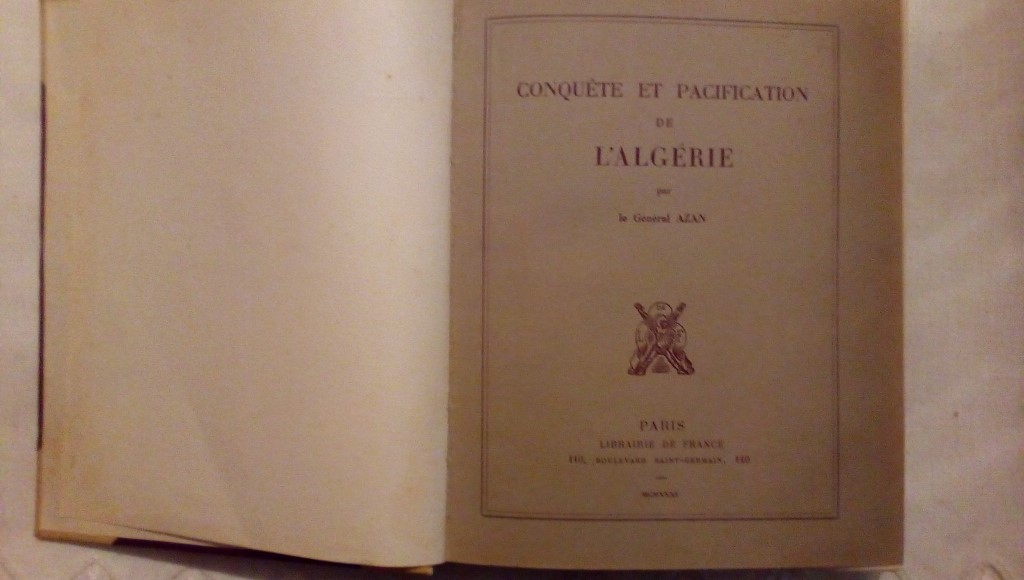 CONQUÊTE ET PACIFICATION
DE
L'ALGÉRIE
par
le Général AZAN
PARIS
LIBRAIRIE DE FRANCE
110, BOULEVARD SAINT-GERMAIN, 110
MCMXXXI